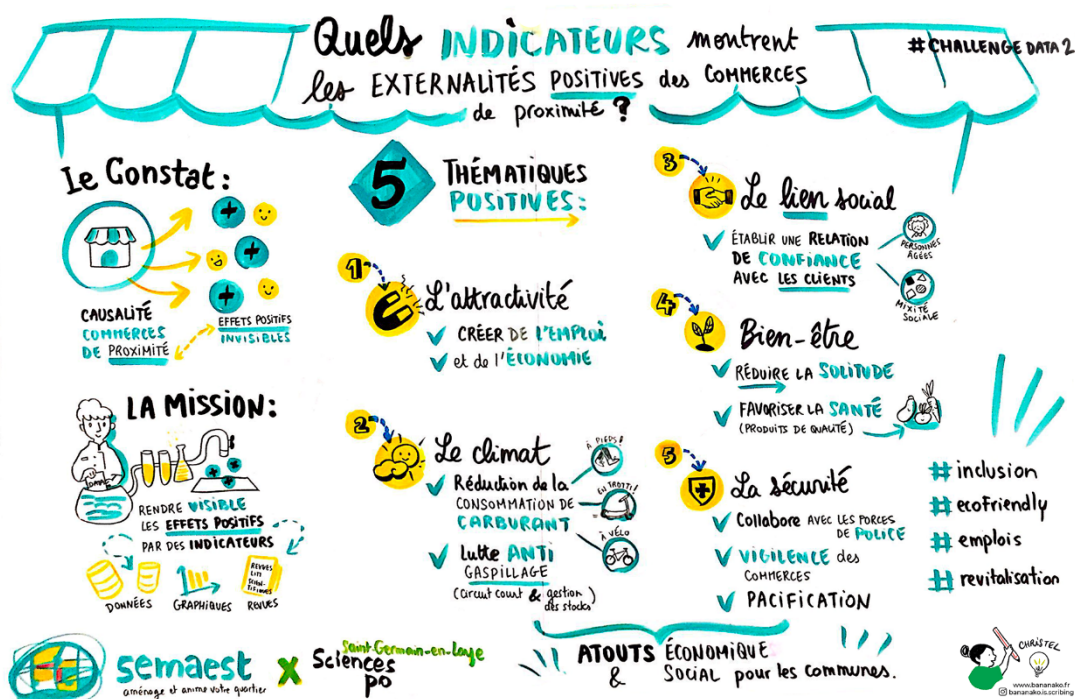 Quels INDICATEURS montrent
les EXTERNALITÉS POSITIVES des COMMERCES
de proximité ?
#CHALLENGE DATA 2
Le Constat :
CAUSALITÉ
COMMERCES
DE PROXIMITÉ
EFFETS POSITIFS
INVISIBLES
LA MISSION :
DATA
RENDRE VISIBLE
LES EFFETS POSITIFS
PAR DES INDICATEURS
DONNÉES
GRAPHIQUES
REVUES
REVUES
5 THÉMATIQUES
POSITIVES :
1
L'attractivité
CRÉER DE L'EMPLOI
et de l'ÉCONOMIE
2
Le climat
Réduction de la
CONSOMMATION DE
CARBURANT
À PIEDS !
EN TROTTI !
À VÉLO
Lutte ANTI
GASPILLAGE
(circuit court & gestion
des stocks)
3
Le lien social
ÉTABLIR UNE RELATION
DE CONFIANCE
AVEC LES CLIENTS
PERSONNES
ÂGÉES
MIXITÉ
SOCIALE
4
Bien-être
RÉDUIRE LA SOLITUDE
FAVORISER LA SANTÉ
(PRODUITS DE QUALITÉ)
5
La sécurité
Collabore AVEC LES FORCES
DE POLICE
VIGILENCE des
COMMERCES
PACIFICATION
#inclusion
#ecofriendly
#emplois
#revitalisation
semaest
aménage et anime votre quartier
X
Sciences
po
Saint-Germain-en-Laye
ATOUTS ÉCONOMIQUE
& SOCIAL pour les communes.
CHRISTEL
www.bananako.fr
bananako.scribing